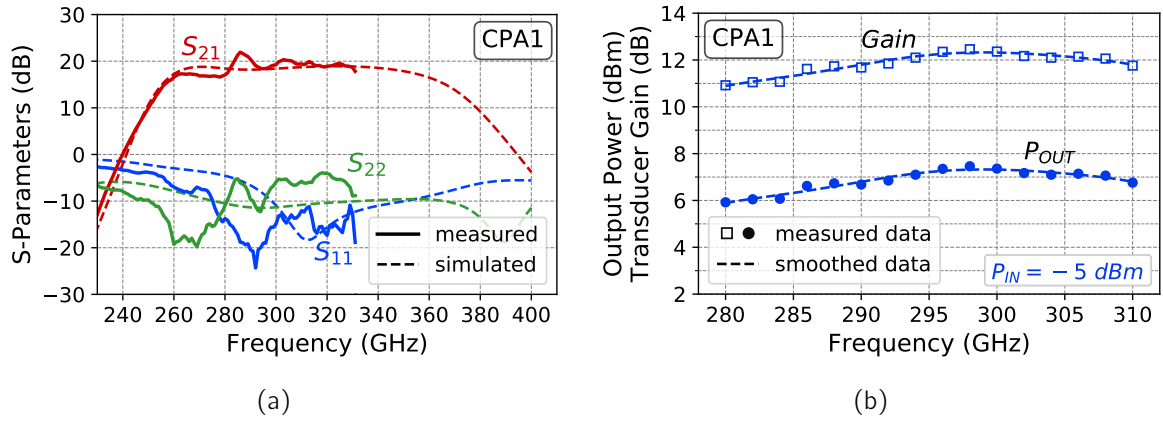 S-Parameters (dB)
30
20
10
0
−10
−20
−30
S21
CPA1
S22
S11
measured
simulated
240 260 280 300 320 340 360 380 400
Frequency (GHz)
(a)
Output Power (dBm)
Transducer Gain (dB)
14
12
10
8
6
4
2
CPA1
Gain
POUT
measured data
smoothed data
PIN = − 5 dBm
280 285 290 295 300 305 310
Frequency (GHz)
(b)